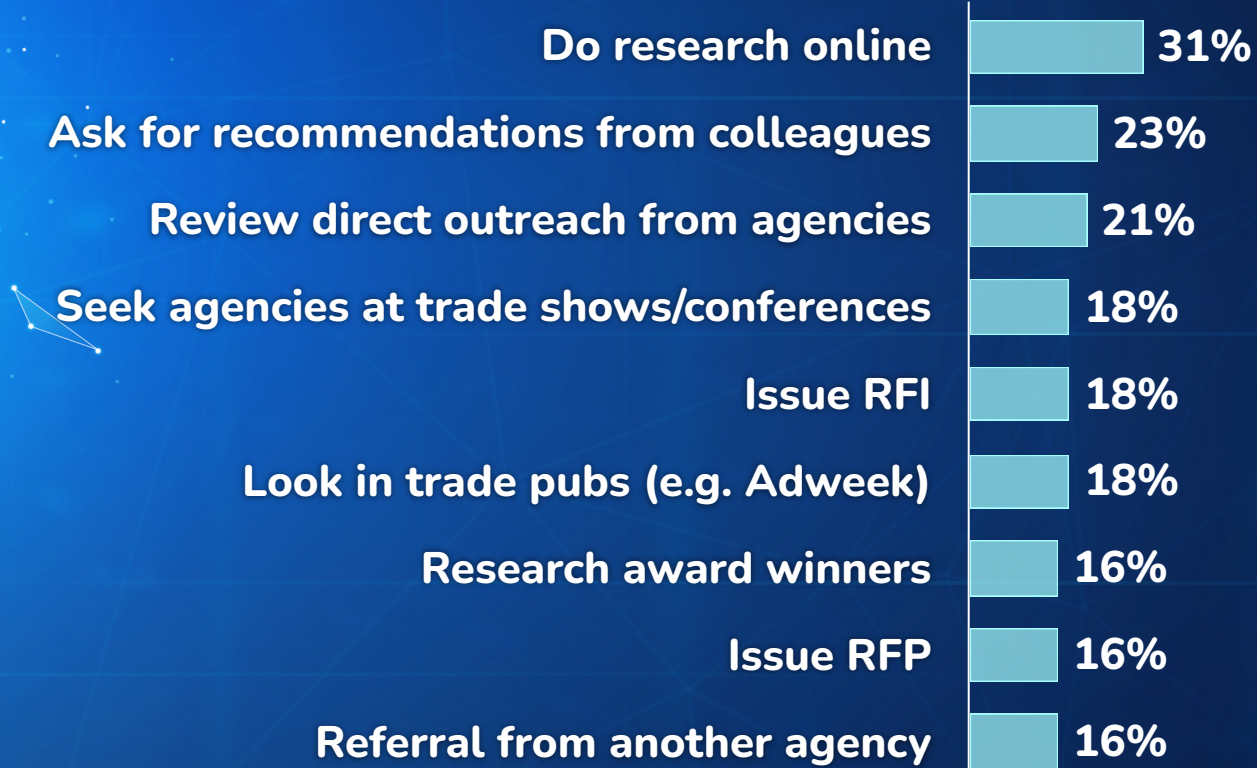 Do research online 31%
Ask for recommendations from colleagues 23%
Review direct outreach from agencies 21%
Seek agencies at trade shows/conferences 18%
Issue RFI 18%
Look in trade pubs (e.g. Adweek) 18%
Research award winners 16%
Issue RFP 16%
Referral from another agency 16%